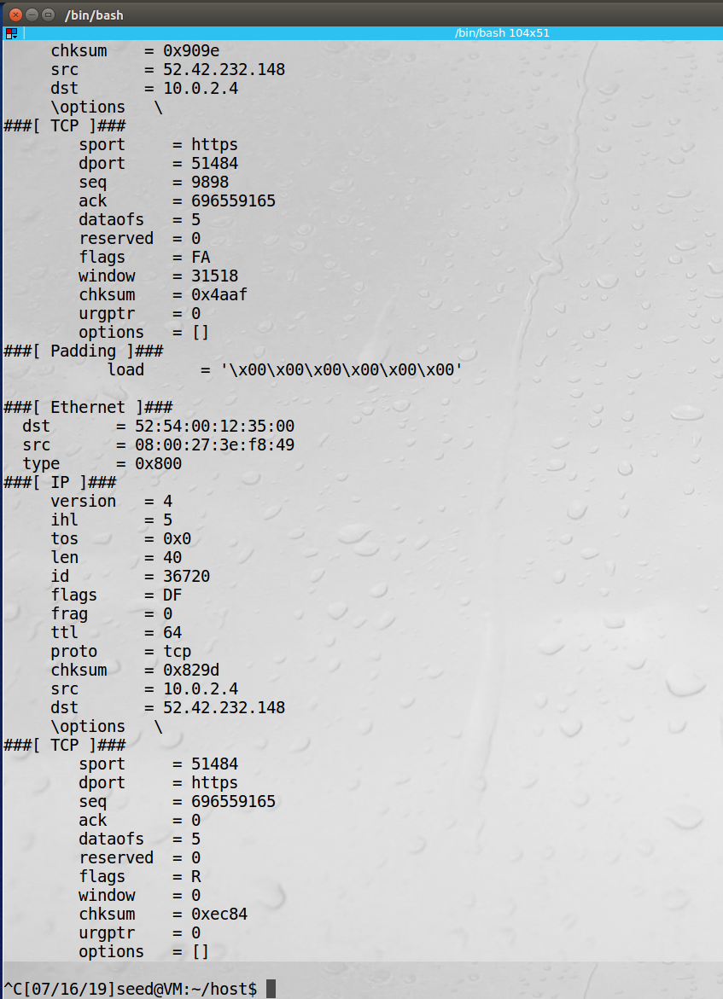 /bin/bash
/bin/bash 104x51
chksum = 0x909e
src = 52.42.232.148
dst = 10.0.2.4
\options \
###[ TCP ]###
sport = https
dport = 51484
seq = 9898
ack = 696559165
dataofs = 5
reserved = 0
flags = FA
window = 31518
chksum = 0x4aaf
urgptr = 0
options = []
###[ Padding ]###
load = '\x00\x00\x00\x00\x00\x00'
###[ Ethernet ]###
dst = 52:54:00:12:35:00
src = 08:00:27:3e:f8:49
type = 0x800
###[ IP ]###
version = 4
ihl = 5
tos = 0x0
len = 40
id = 36720
flags = DF
frag = 0
ttl = 64
proto = tcp
chksum = 0x829d
src = 10.0.2.4
dst = 52.42.232.148
\options \
###[ TCP ]###
sport = 51484
dport = https
seq = 696559165
ack = 0
dataofs = 5
reserved = 0
flags = R
window = 0
chksum = 0xec84
urgptr = 0
options = []
^C[07/16/19]seed@VM:~/host$